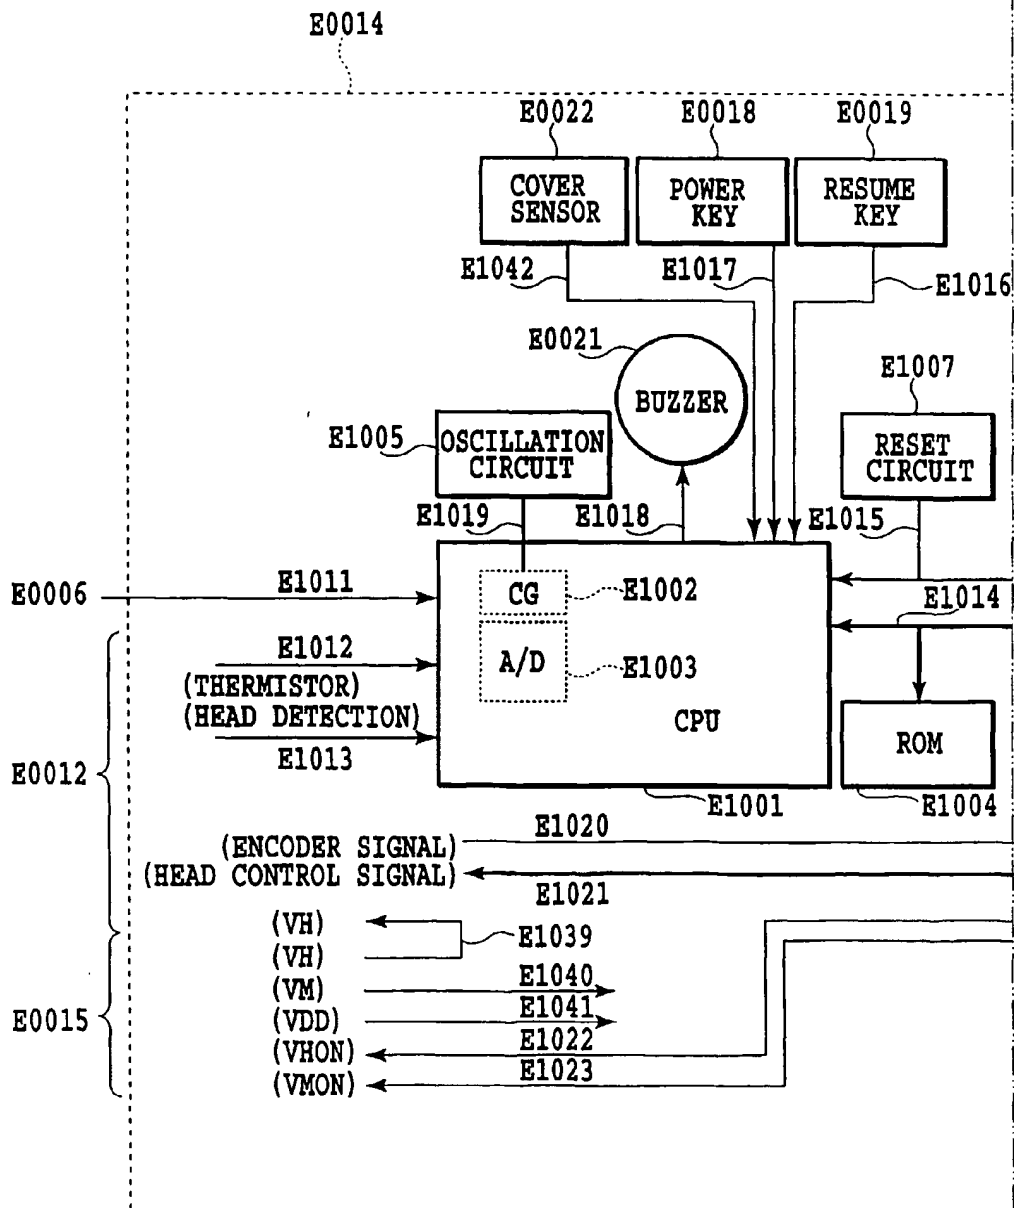 E0014
E0022
E0018
E0019
COVER
SENSOR
POWER
KEY
RESUME
KEY
E1042
E1017
E1016
E0021
E1007
BUZZER
E1005
OSCILLATION
CIRCUIT
RESET
CIRCUIT
E1019
E1018
E1015
E0006
E1011
CG
E1002
E1014
E1012
A/D
E1003
(THERMISTOR)
(HEAD DETECTION)
CPU
ROM
E1013
E0012
E1001
E1004
(ENCODER SIGNAL)
E1020
(HEAD CONTROL SIGNAL)
E1021
(VH)
E1039
(VH)
(VM)
E1040
E0015
(VDD)
E1041
(VHON)
E1022
(VMON)
E1023